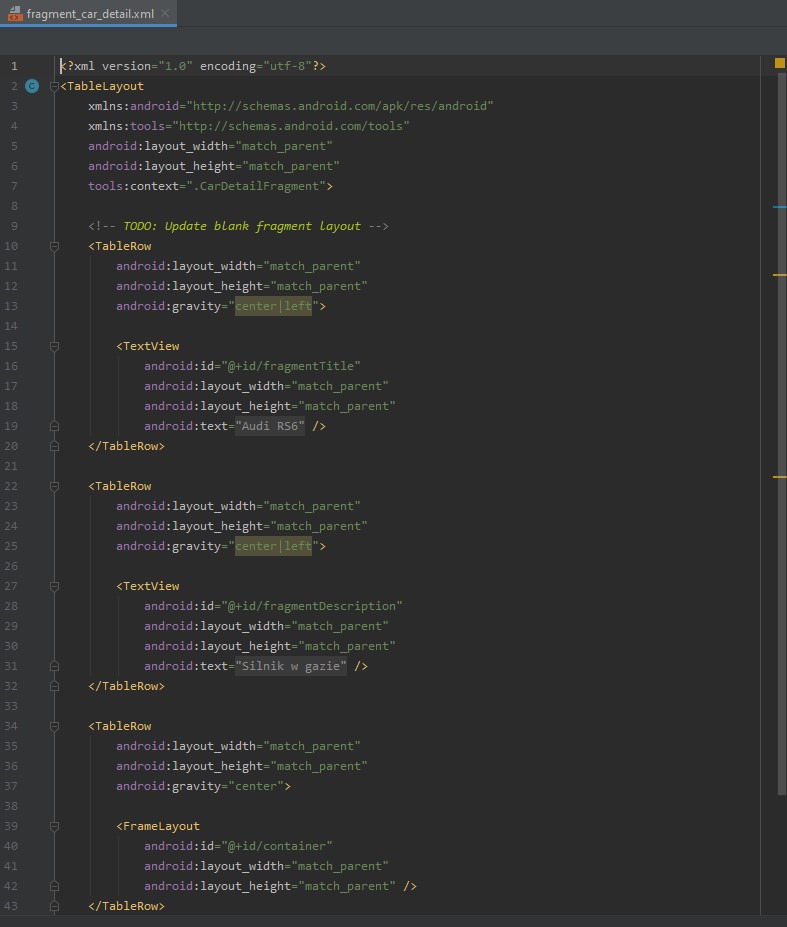 fragment_car_detail.xml
1 <?xml version="1.0" encoding="utf-8"?>
2 <TableLayout
3 xmlns:android="http://schemas.android.com/apk/res/android"
4 xmlns:tools="http://schemas.android.com/tools"
5 android:layout_width="match_parent"
6 android:layout_height="match_parent"
7 tools:context=".CarDetailFragment">
8
9 <!-- TODO: Update blank fragment layout -->
10 <TableRow
11 android:layout_width="match_parent"
12 android:layout_height="match_parent"
13 android:gravity="center|left">
14
15 <TextView
16 android:id="@+id/fragmentTitle"
17 android:layout_width="match_parent"
18 android:layout_height="match_parent"
19 android:text="Audi RS6" />
20 </TableRow>
21
22 <TableRow
23 android:layout_width="match_parent"
24 android:layout_height="match_parent"
25 android:gravity="center|left">
26
27 <TextView
28 android:id="@+id/fragmentDescription"
29 android:layout_width="match_parent"
30 android:layout_height="match_parent"
31 android:text="Silnik w gazie" />
32 </TableRow>
33
34 <TableRow
35 android:layout_width="match_parent"
36 android:layout_height="match_parent"
37 android:gravity="center">
38
39 <FrameLayout
40 android:id="@+id/container"
41 android:layout_width="match_parent"
42 android:layout_height="match_parent" />
43 </TableRow>